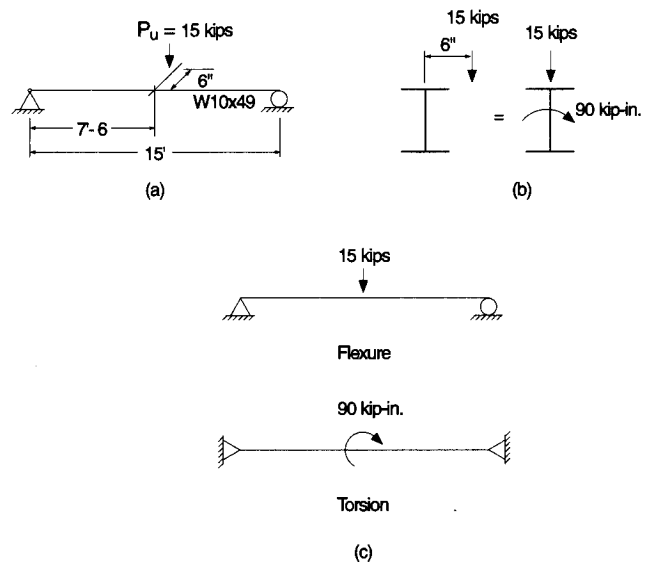 Pu = 15 kips
6"
W10x49
7'- 6
15'
(a)
15 kips
6"
=
15 kips
90 kip-in.
(b)
15 kips
Flexure
90 kip-in.
Torsion
(c)